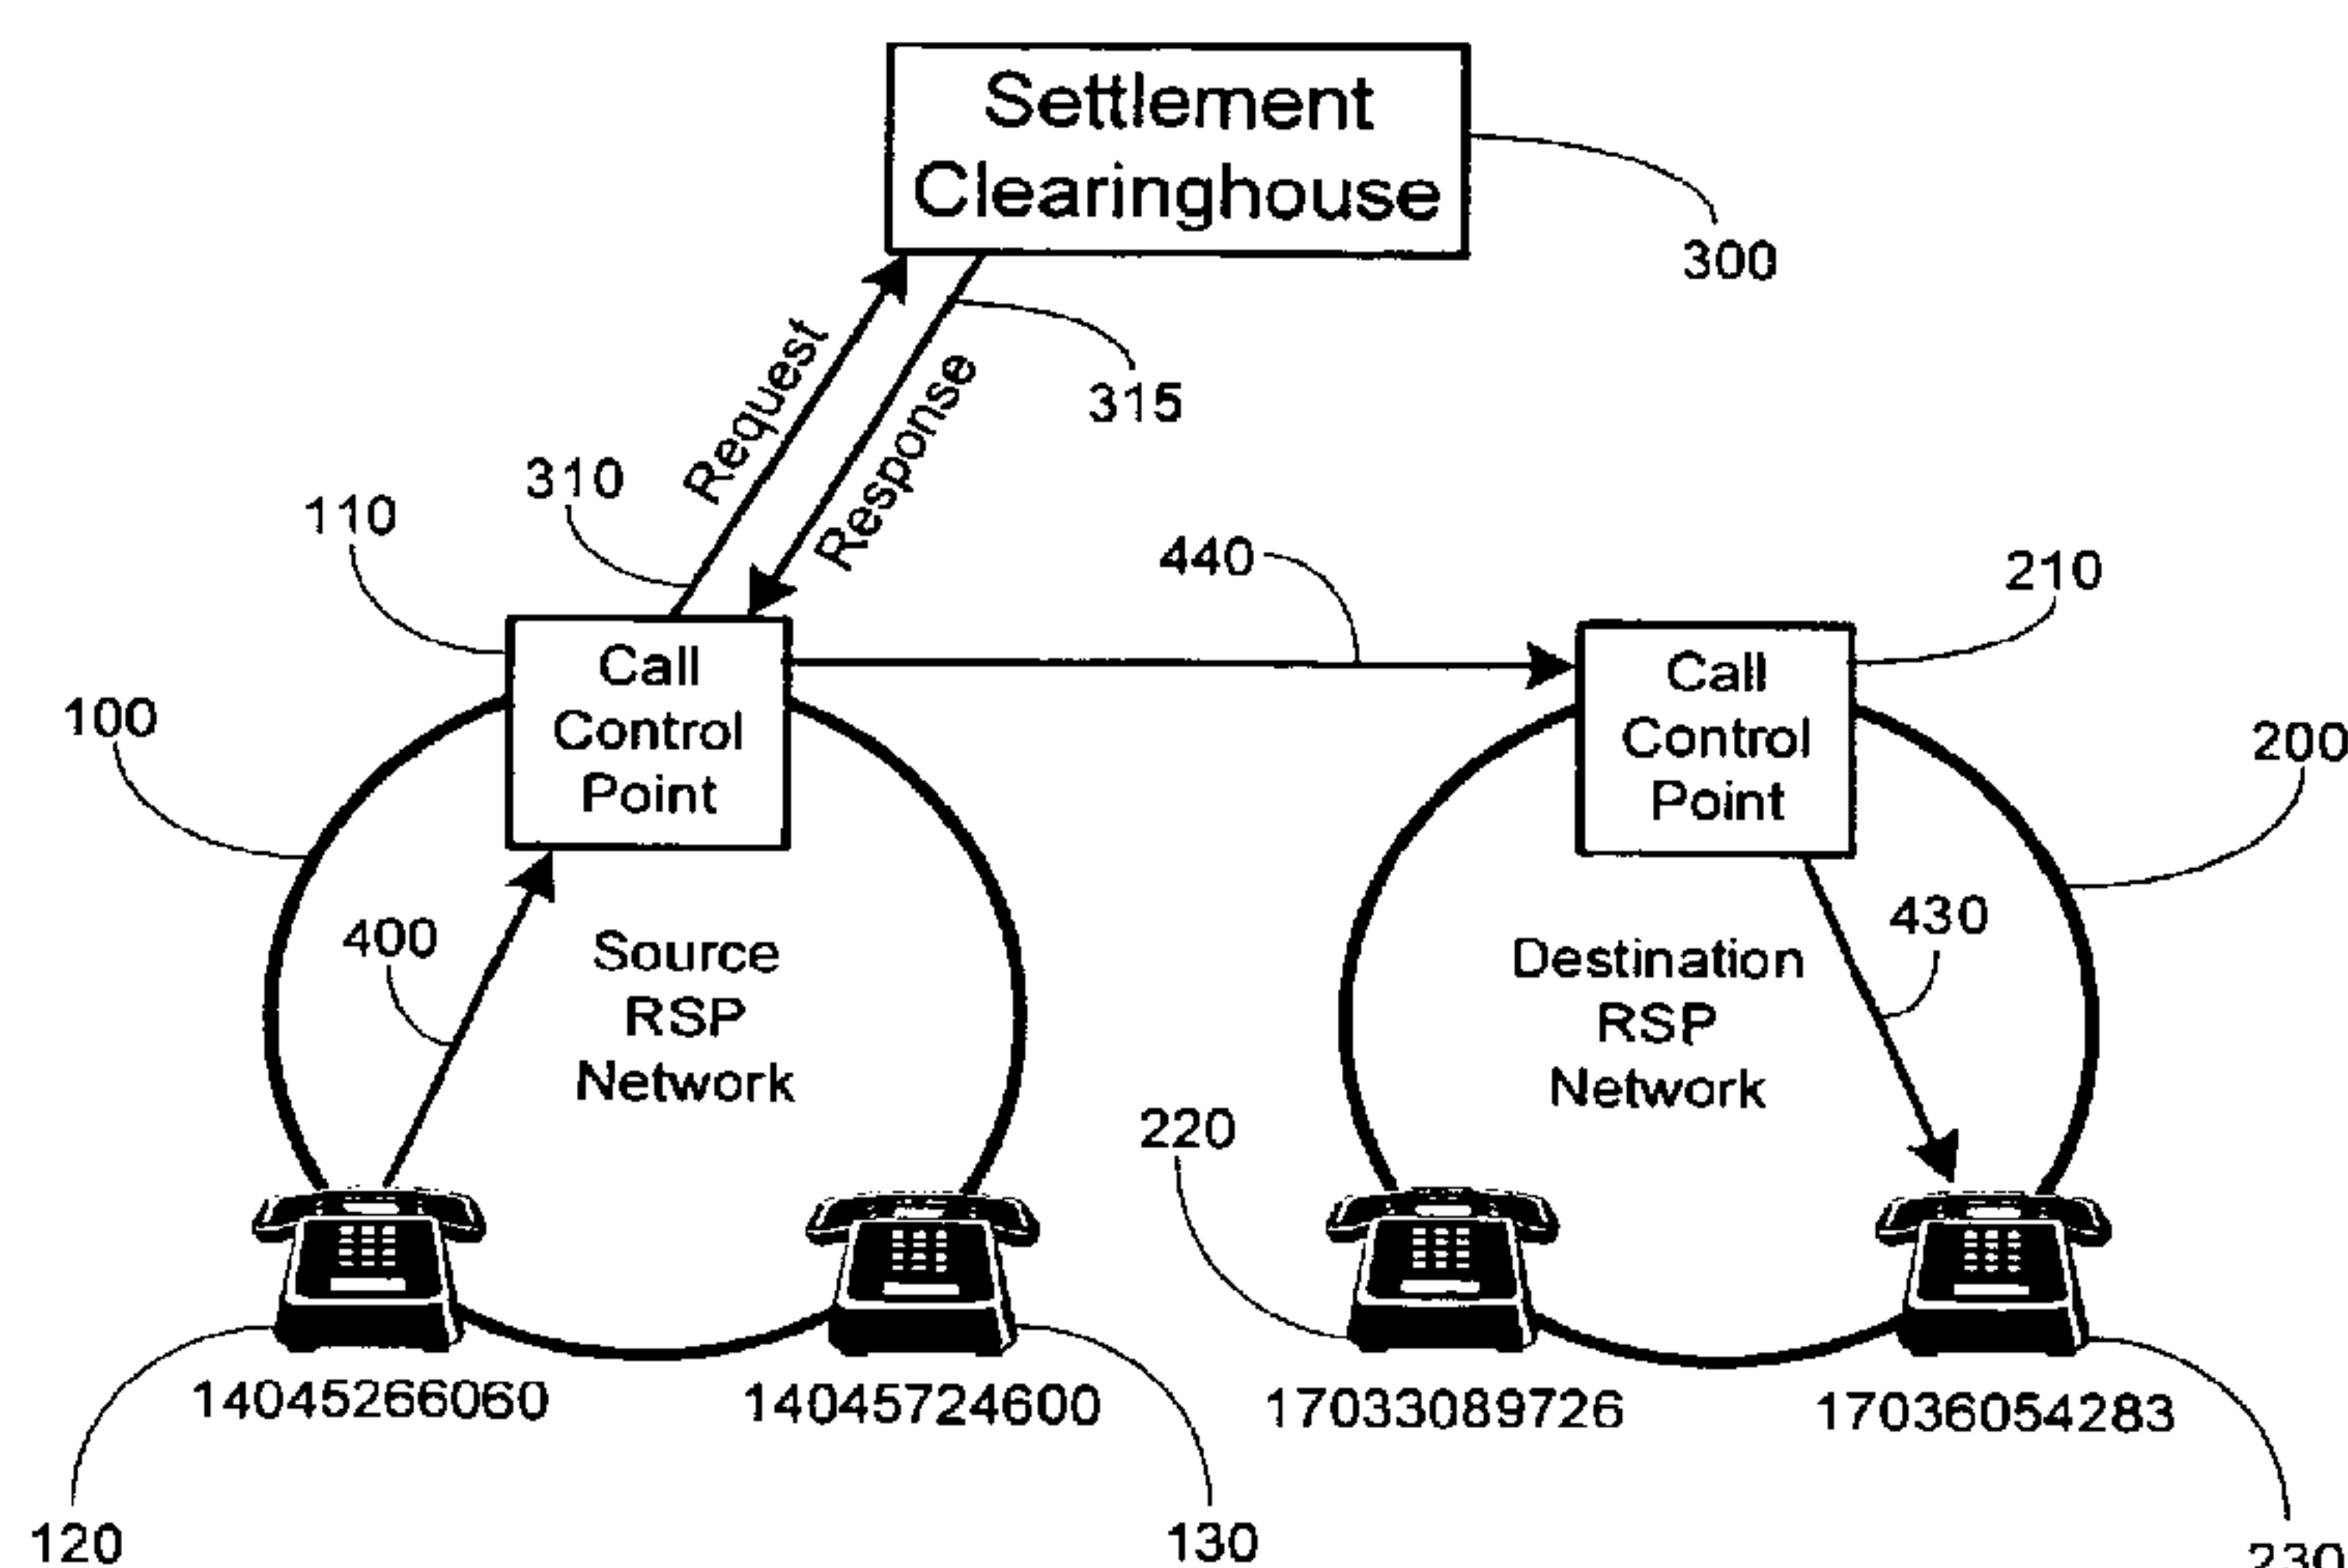 Settlement
Clearinghouse
300
Request
Response
315
310
110
440
210
Call
Control
Point
Call
Control
Point
100
200
400
Source
RSP
Network
Destination
RSP
Network
430
220
14045266060
14045724600
17033089726
17036054283
120
130
230